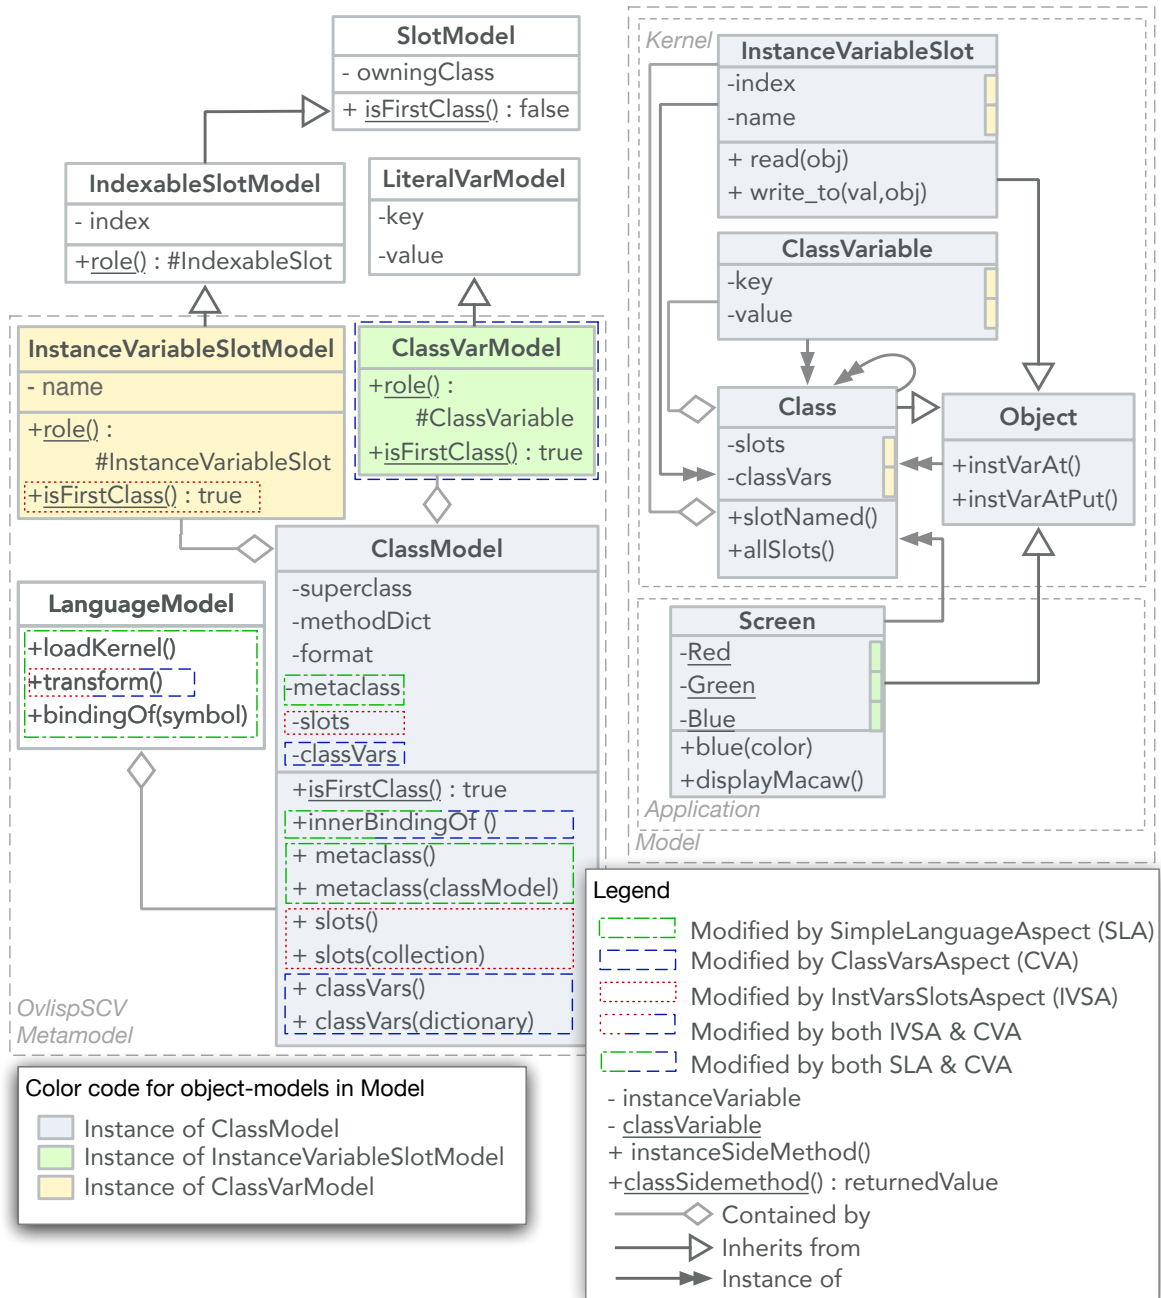 SlotModel
- owningClass
+ isFirstClass() : false
IndexableSlotModel
- index
+role() : #IndexableSlot
LiteralVarModel
-key
-value
InstanceVariableSlotModel
- name
+role() :
#InstanceVariableSlot
+isFirstClass() : true
ClassVarModel
+role() :
#ClassVariable
+isFirstClass() : true
LanguageModel
+loadKernel()
+transform()
+bindingOf(symbol)
ClassModel
-superclass
-methodDict
-format
-metaclass
-slots
-classVars
+isFirstClass() : true
+innerBindingOf ()
+ metaclass()
+ metaclass(classModel)
+ slots()
+ slots(collection)
+ classVars()
+ classVars(dictionary)
OvlispSCV
Metamodel
Kernel
InstanceVariableSlot
-index
-name
+ read(obj)
+ write_to(val,obj)
ClassVariable
-key
-value
Class
-slots
-classVars
+slotNamed()
+allSlots()
Object
+instVarAt()
+instVarAtPut()
Screen
-Red
-Green
-Blue
+blue(color)
+displayMacaw()
Application
Model
Color code for object-models in Model
Instance of ClassModel
Instance of InstanceVariableSlotModel
Instance of ClassVarModel
Legend
Modified by SimpleLanguageAspect (SLA)
Modified by ClassVarsAspect (CVA)
Modified by InstVarsSlotsAspect (IVSA)
Modified by both IVSA & CVA
Modified by both SLA & CVA
- instanceVariable
- classVariable
+ instanceSideMethod()
+classSidemethod() : returnedValue
Contained by
Inherits from
Instance of